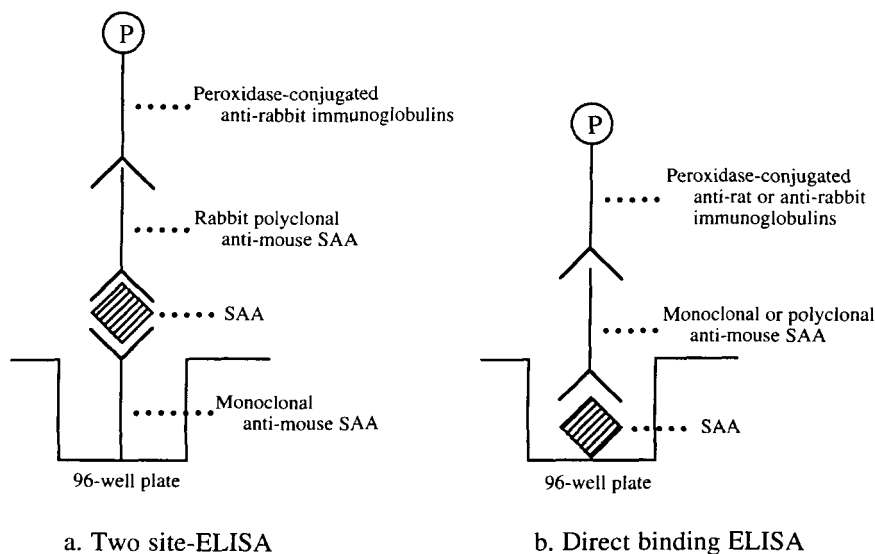 P
Peroxidase-conjugated
anti-rabbit immunoglobulins
Rabbit polyclonal
anti-mouse SAA
SAA
Monoclonal
anti-mouse SAA
96-well plate
a. Two site-ELISA
P
Peroxidase-conjugated
anti-rat or anti-rabbit
immunoglobulins
Monoclonal or polyclonal
anti-mouse SAA
SAA
96-well plate
b. Direct binding ELISA